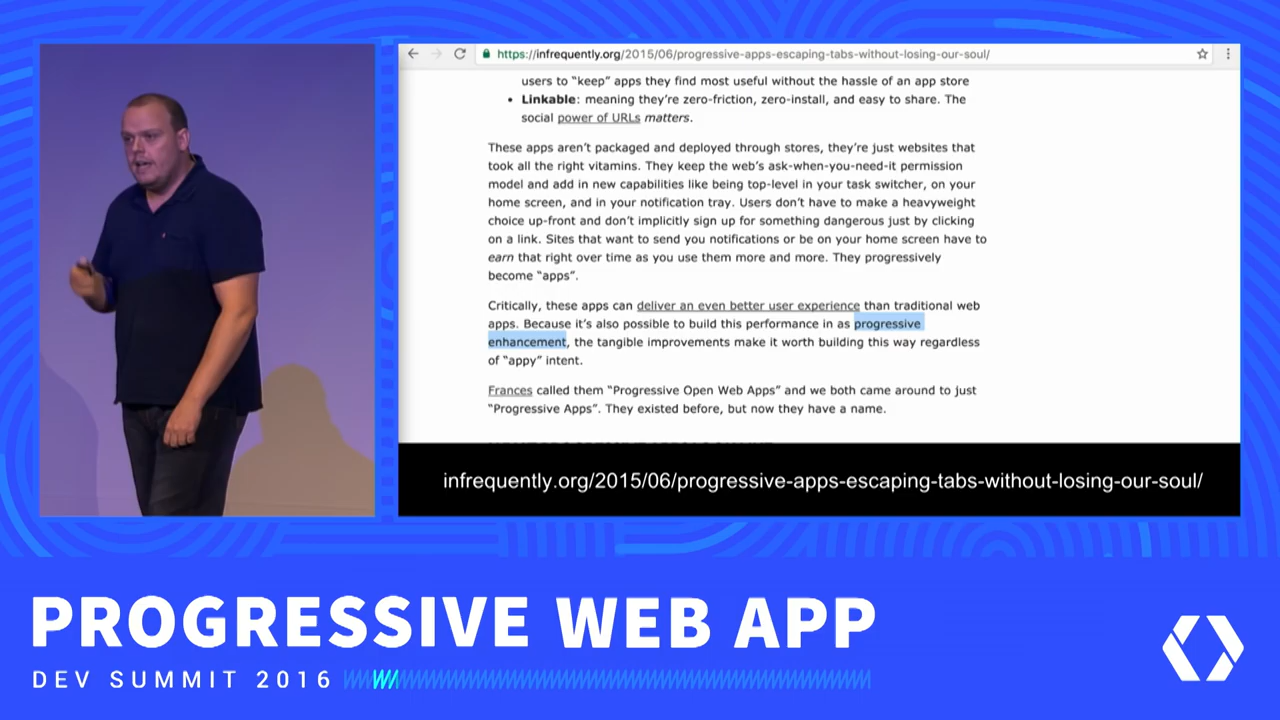 https://infrequently.org/2015/06/progressive-apps-escaping-tabs-without-losing-our-soul/
users to “keep” apps they find most useful without the hassle of an app store
• Linkable: meaning they’re zero-friction, zero-install, and easy to share. The
social power of URLs matters.
These apps aren’t packaged and deployed through stores, they’re just websites that
took all the right vitamins. They keep the web’s ask-when-you-need-it permission
model and add in new capabilities like being top-level in your task switcher, on your
home screen, and in your notification tray. Users don’t have to make a heavyweight
choice up-front and don’t implicitly sign up for something dangerous just by clicking
on a link. Sites that want to send you notifications or be on your home screen have to
earn that right over time as you use them more and more. They progressively
become “apps”.
Critically, these apps can deliver an even better user experience than traditional web
apps. Because it’s also possible to build this performance in as progressive
enhancement, the tangible improvements make it worth building this way regardless
of “appy” intent.
Frances called them “Progressive Open Web Apps” and we both came around to just
“Progressive Apps”. They existed before, but now they have a name.
infrequently.org/2015/06/progressive-apps-escaping-tabs-without-losing-our-soul/
PROGRESSIVE WEB APP
DEV SUMMIT 2016